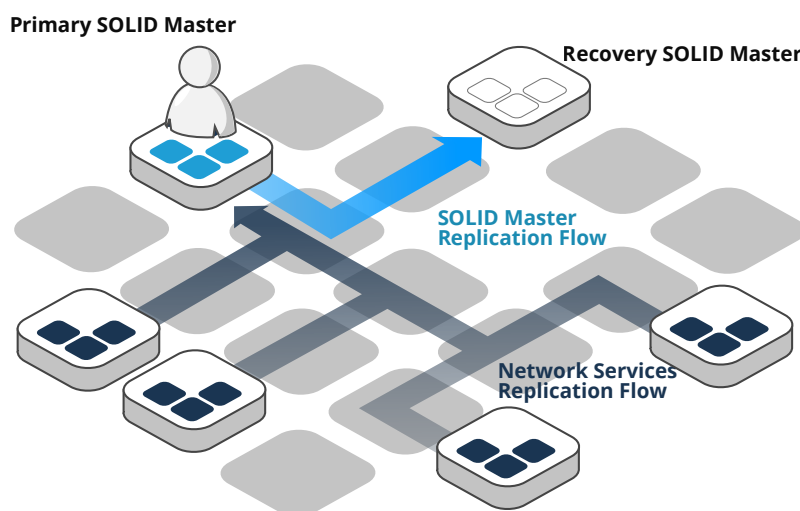 Primary SOLID Master
Recovery SOLID Master
SOLID Master
Replication Flow
Network Services
Replication Flow